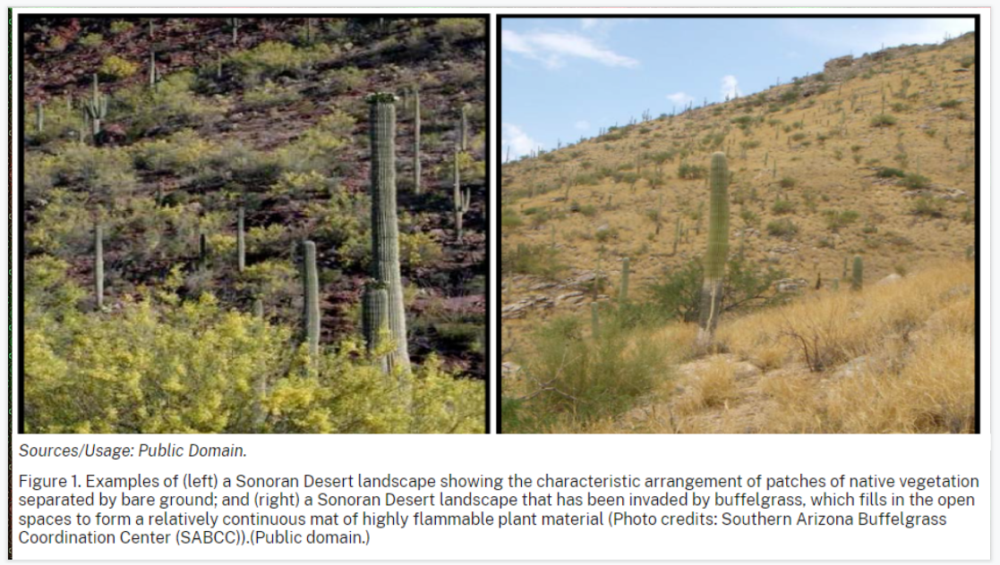 Sources/Usage: Public Domain.
Figure 1. Examples of (left) a Sonoran Desert landscape showing the characteristic arrangement of patches of native vegetation
separated by bare ground; and (right) a Sonoran Desert landscape that has been invaded by buffelgrass, which fills in the open
spaces to form a relatively continuous mat of highly flammable plant material (Photo credits: Southern Arizona Buffelgrass
Coordination Center (SABCC)).(Public domain.)